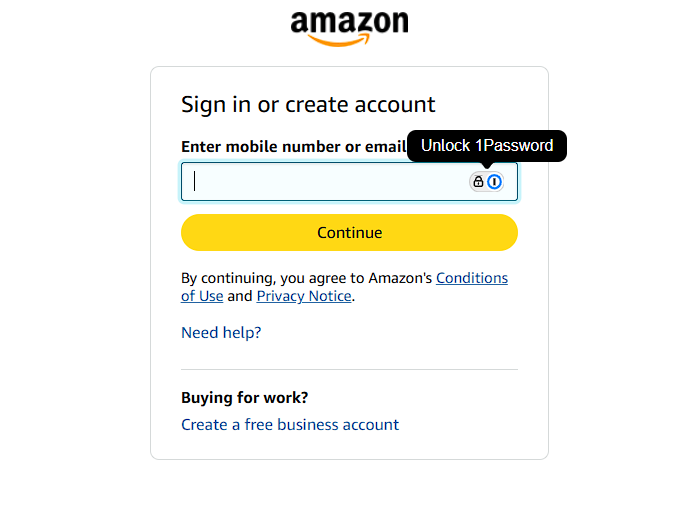 amazon
Sign in or create account
Enter mobile number or email
Unlock 1Password
Continue
By continuing, you agree to Amazon's Conditions
of Use and Privacy Notice.
Need help?
Buying for work?
Create a free business account